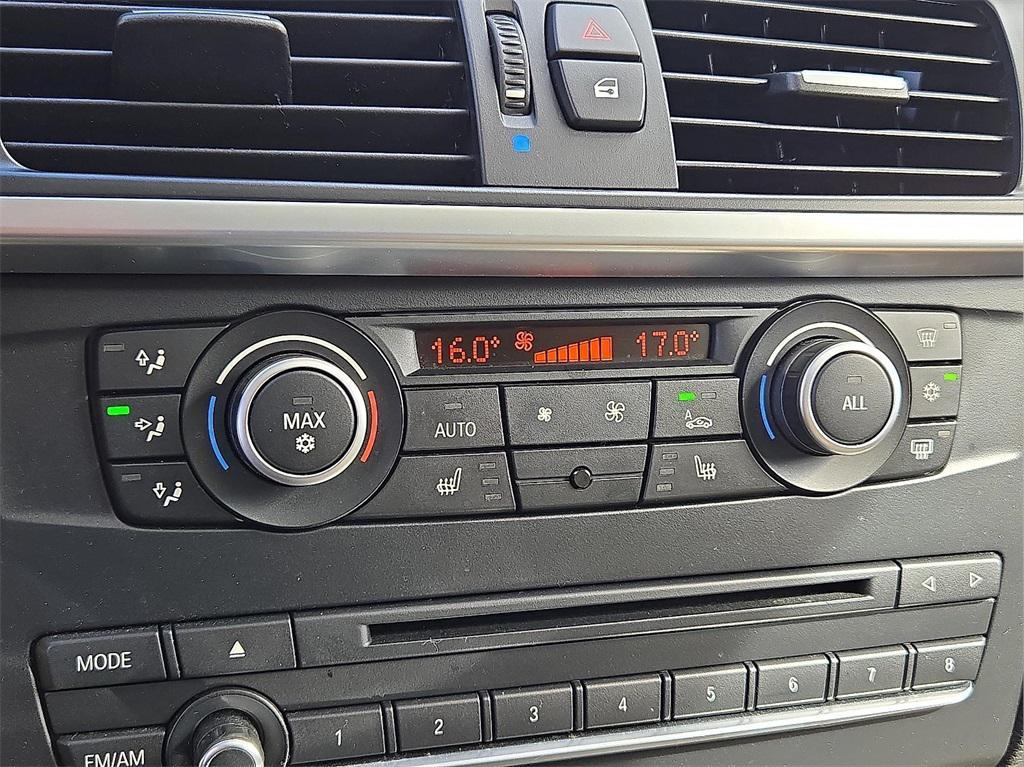 16.0° 17.0°
MAX
AUTO
A
ALL
MODE
1 2 3 4 5 6 7 8
FM/AM